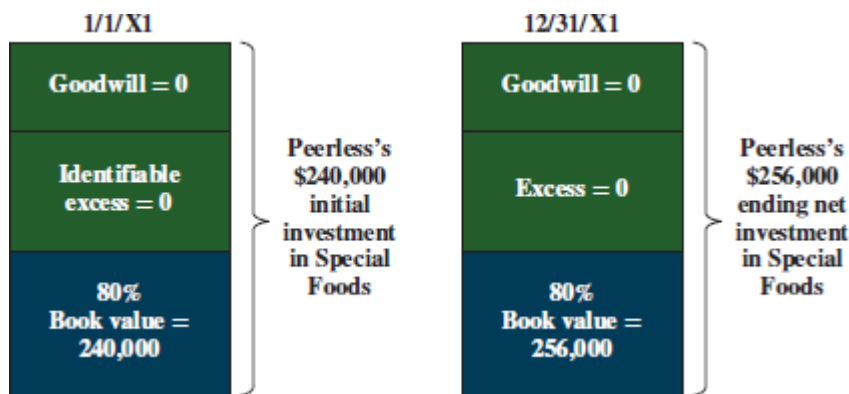 1/1/X1
Goodwill = 0
Identifiable
excess = 0
80%
Book value =
240,000
Peerless's
$240,000
initial
investment
in Special
Foods
12/31/X1
Goodwill = 0
Excess = 0
80%
Book value =
256,000
Peerless's
$256,000
ending net
investment
in Special
Foods